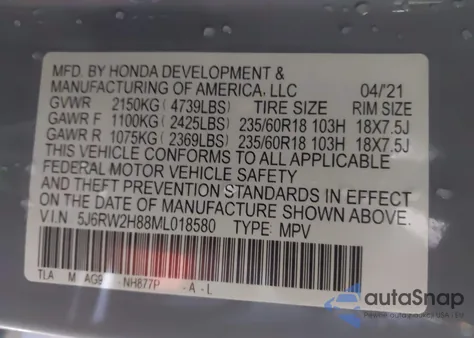 MFD. BY HONDA DEVELOPMENT &
MANUFACTURING OF AMERICA, LLC 04/'21
GVWR 2150KG (4739LBS) TIRE SIZE RIM SIZE
GAWR F 1100KG (2425LBS) 235/60R18 103H 18X7.5J
GAWR R 1075KG (2369LBS) 235/60R18 103H 18X7.5J
THIS VEHICLE CONFORMS TO ALL APPLICABLE
FEDERAL MOTOR VEHICLE SAFETY
AND THEFT PREVENTION STANDARDS IN EFFECT
ON THE DATE OF MANUFACTURE SHOWN ABOVE.
V.I.N. 5J6RW2H88ML018580 TYPE: MPV
TLA M AG9 - NH877P - A - L
autoSnap